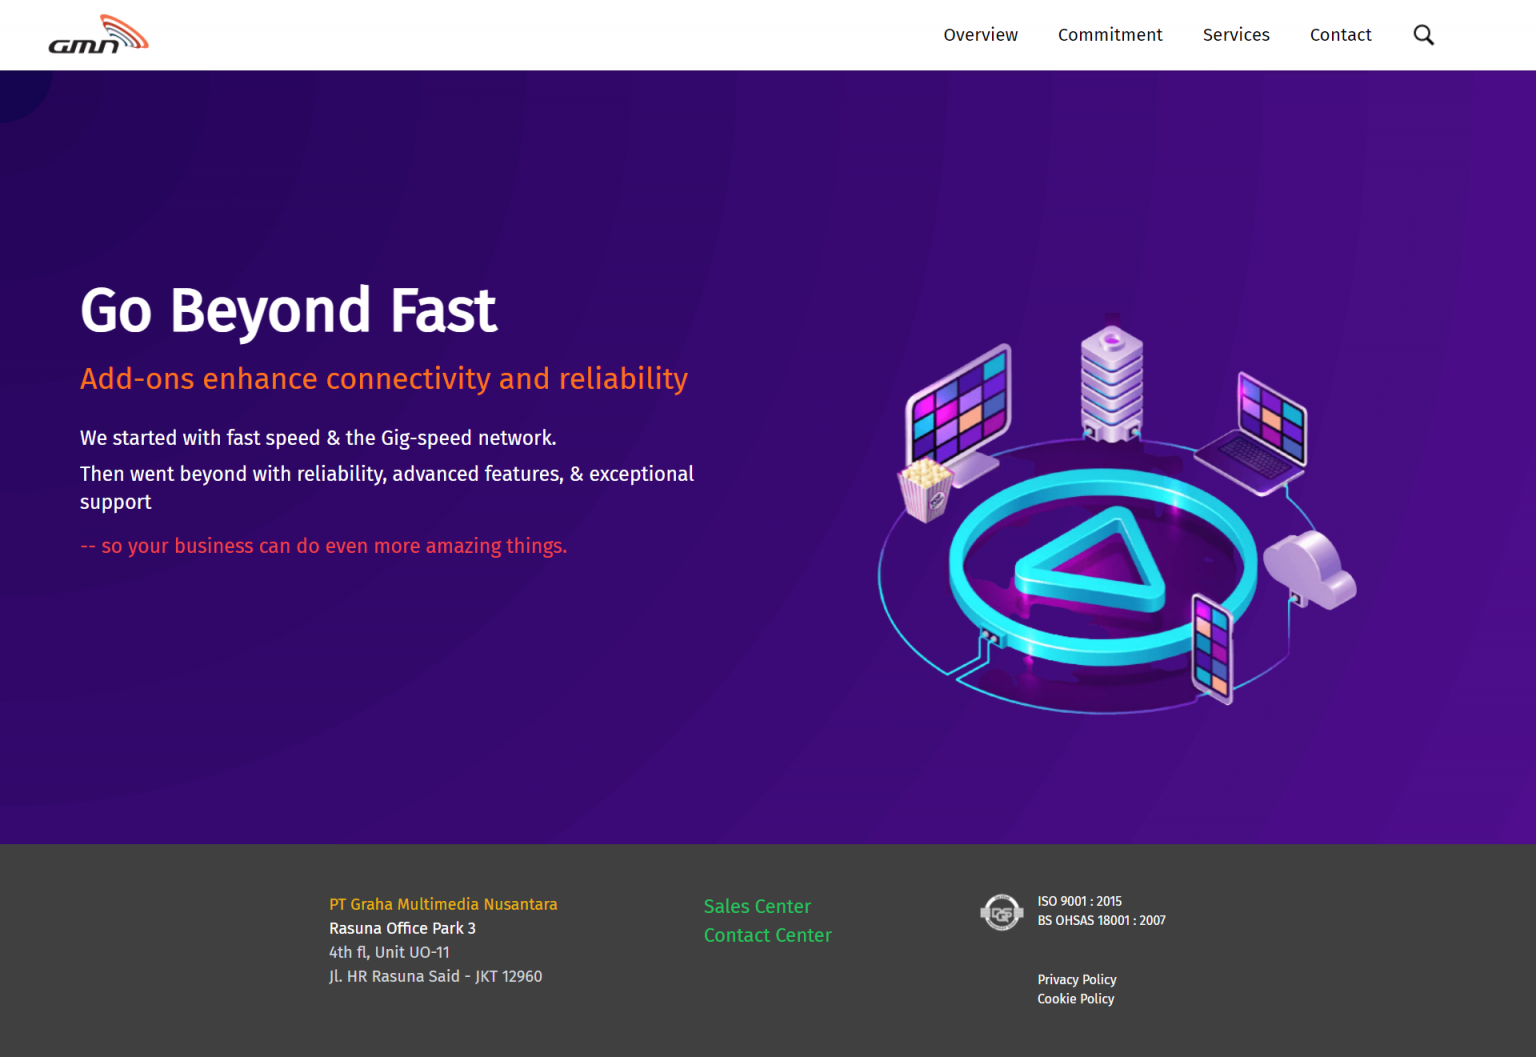 GMN
Overview
Commitment
Services
Contact
Go Beyond Fast
Add-ons enhance connectivity and reliability
We started with fast speed & the Gig-speed network.
Then went beyond with reliability, advanced features, & exceptional
support
-- so your business can do even more amazing things.
PT Graha Multimedia Nusantara
Rasuna Office Park 3
4th fl, Unit UO-11
Jl. HR Rasuna Said - JKT 12960
Sales Center
Contact Center
ISO 9001 : 2015
BS OHSAS 18001 : 2007
Privacy Policy
Cookie Policy